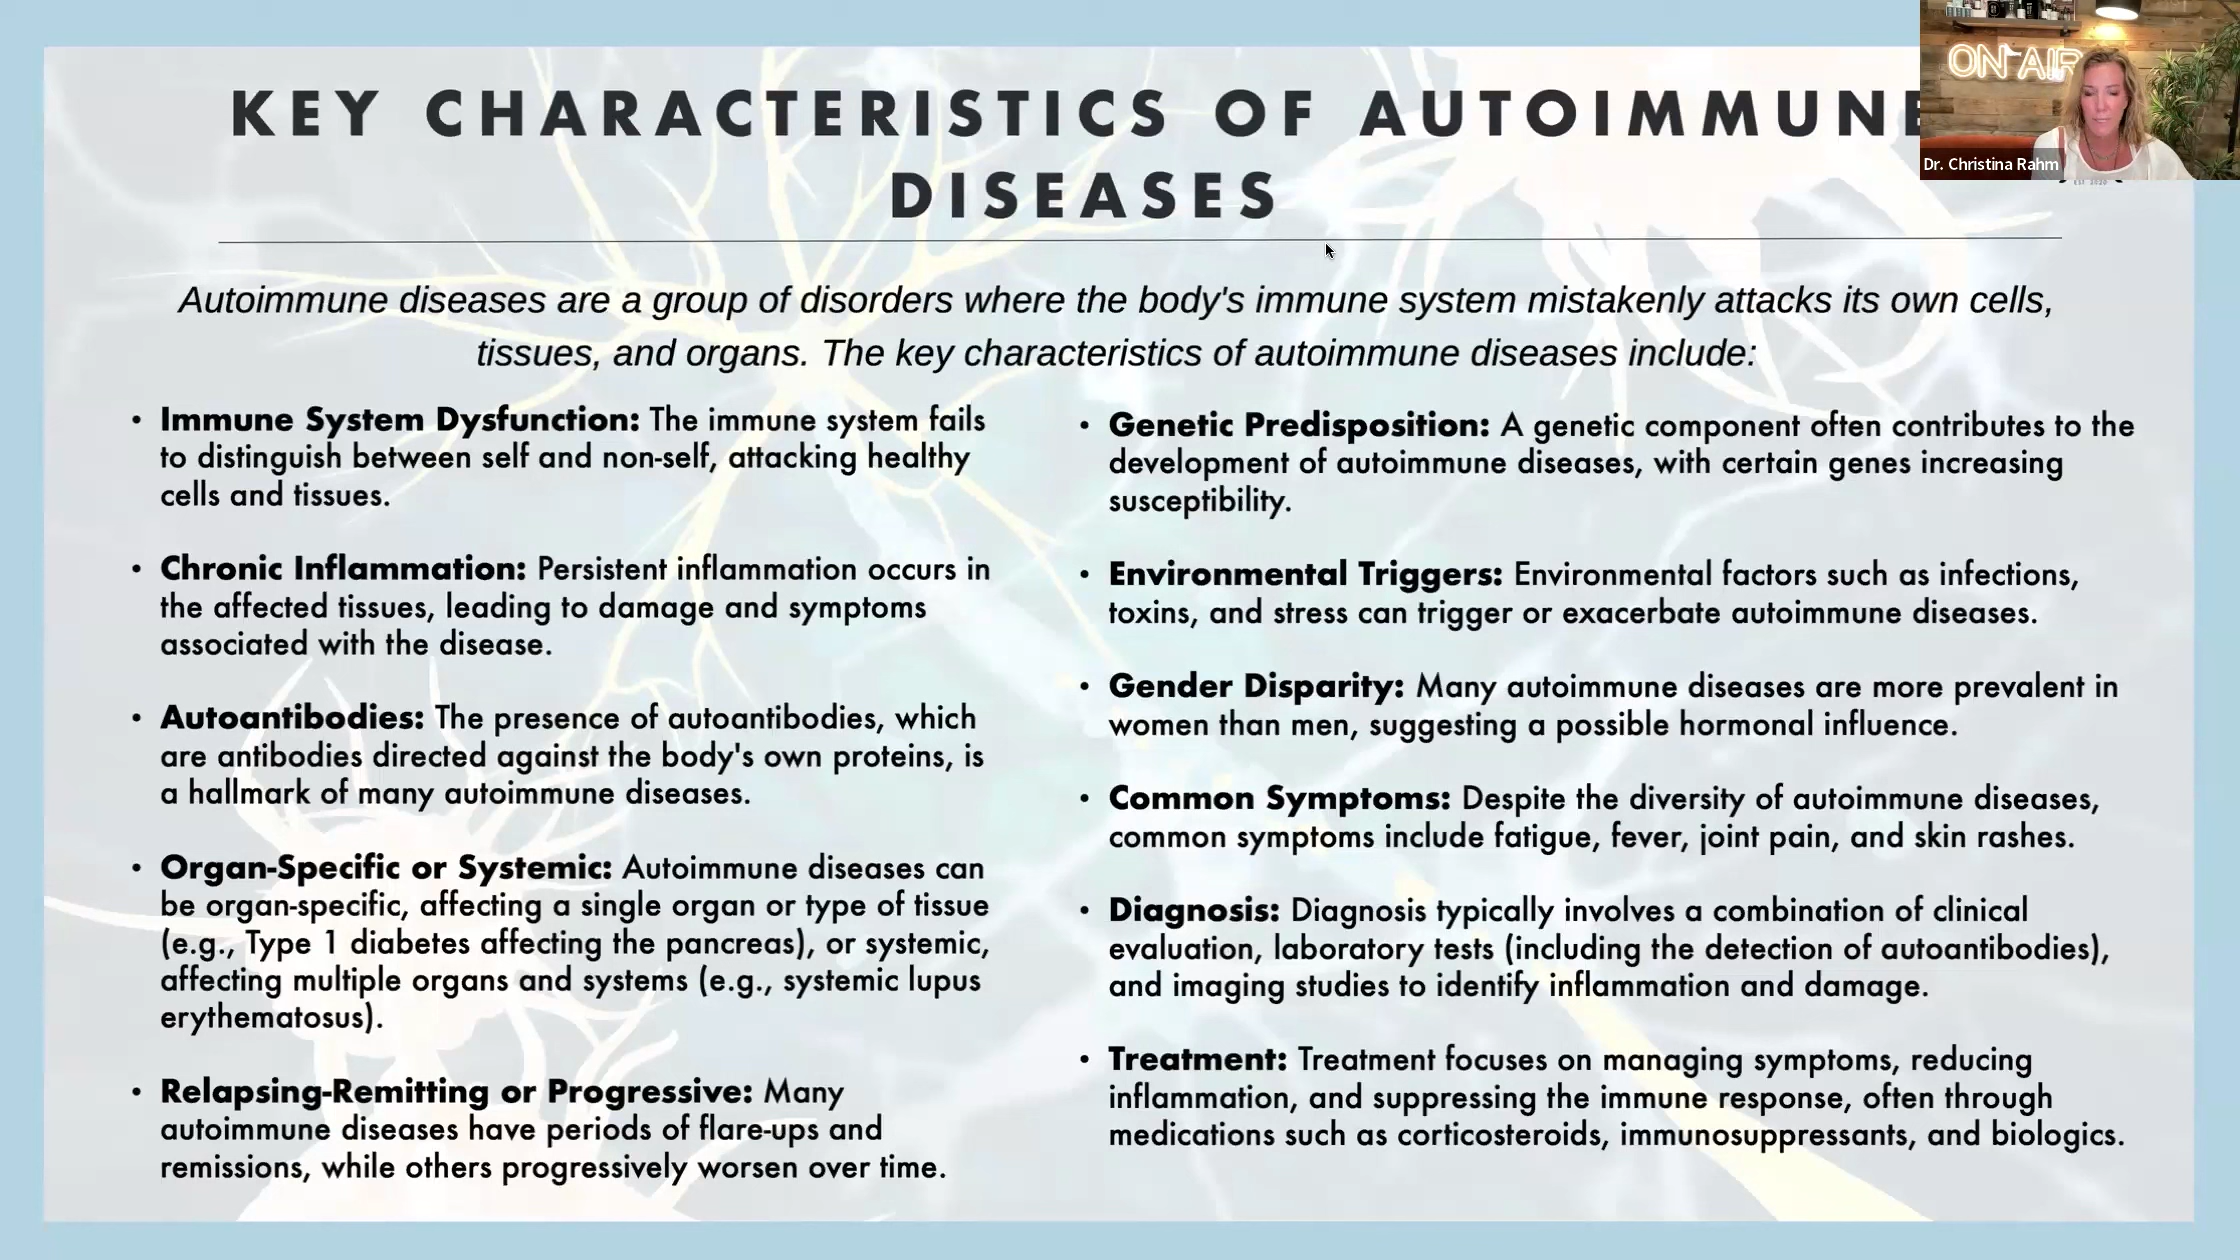 KEY CHARACTERISTICS OF AUTOIMMUNE
DISEASES
ON AIR
Dr. Christina Rahm
EST 2020
Autoimmune diseases are a group of disorders where the body's immune system mistakenly attacks its own cells,
tissues, and organs. The key characteristics of autoimmune diseases include:
• Immune System Dysfunction: The immune system fails
to distinguish between self and non-self, attacking healthy
cells and tissues.
• Chronic Inflammation: Persistent inflammation occurs in
the affected tissues, leading to damage and symptoms
associated with the disease.
• Autoantibodies: The presence of autoantibodies, which
are antibodies directed against the body's own proteins, is
a hallmark of many autoimmune diseases.
• Organ-Specific or Systemic: Autoimmune diseases can
be organ-specific, affecting a single organ or type of tissue
(e.g., Type 1 diabetes affecting the pancreas), or systemic,
affecting multiple organs and systems (e.g., systemic lupus
erythematosus).
• Relapsing-Remitting or Progressive: Many
autoimmune diseases have periods of flare-ups and
remissions, while others progressively worsen over time.
• Genetic Predisposition: A genetic component often contributes to the
development of autoimmune diseases, with certain genes increasing
susceptibility.
• Environmental Triggers: Environmental factors such as infections,
toxins, and stress can trigger or exacerbate autoimmune diseases.
• Gender Disparity: Many autoimmune diseases are more prevalent in
women than men, suggesting a possible hormonal influence.
• Common Symptoms: Despite the diversity of autoimmune diseases,
common symptoms include fatigue, fever, joint pain, and skin rashes.
• Diagnosis: Diagnosis typically involves a combination of clinical
evaluation, laboratory tests (including the detection of autoantibodies),
and imaging studies to identify inflammation and damage.
• Treatment: Treatment focuses on managing symptoms, reducing
inflammation, and suppressing the immune response, often through
medications such as corticosteroids, immunosuppressants, and biologics.